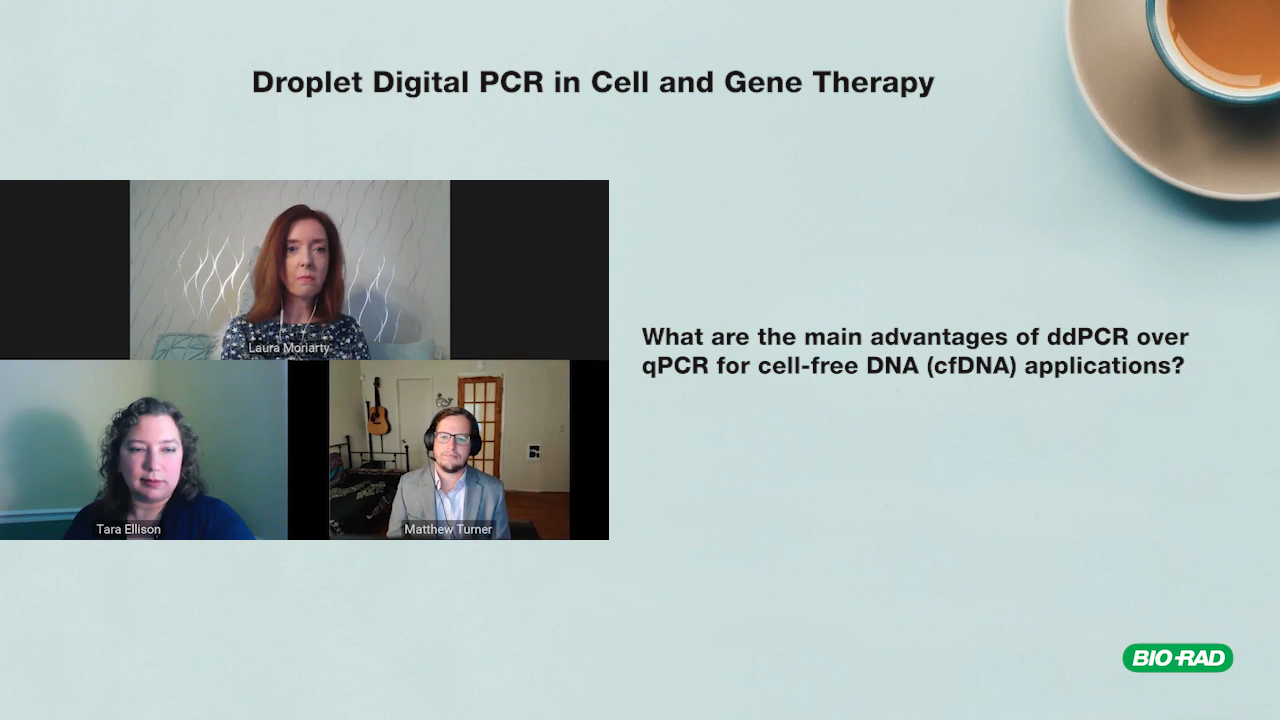 Droplet Digital PCR in Cell and Gene Therapy
Laura Moriarty
What are the main advantages of ddPCR over
qPCR for cell-free DNA (cfDNA) applications?
Tara Ellison
Matthew Turner
BIO-RAD